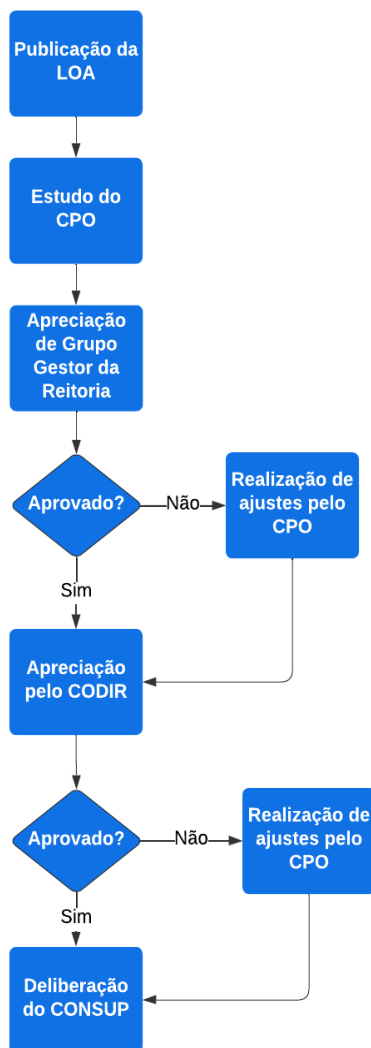 Publicação da
LOA
Estudo do
CPO
Apreciação
de Grupo
Gestor da
Reitoria
Aprovado?
Não
Realização de
ajustes pelo
CPO
Sim
Apreciação
pelo CODIR
Aprovado?
Não
Realização de
ajustes pelo
CPO
Sim
Deliberação
do CONSUP